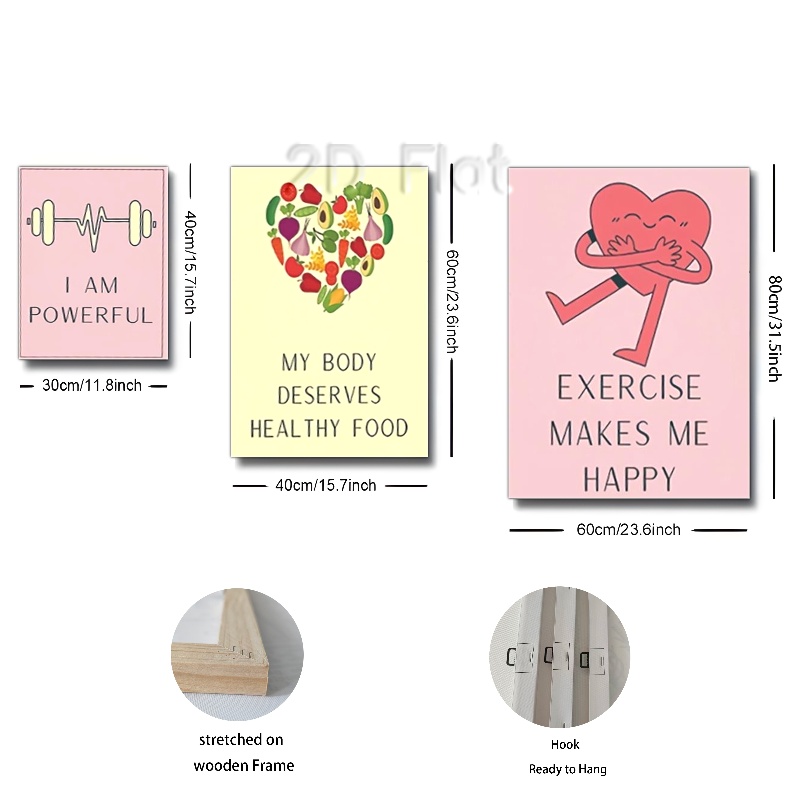 2D Flat
I AM
POWERFUL
40cm/15.7inch
30cm/11.8inch
MY BODY
DESERVES
HEALTHY FOOD
60cm/23.6inch
40cm/15.7inch
EXERCISE
MAKES ME
HAPPY
80cm/31.5inch
60cm/23.6inch
stretched on
wooden Frame
Hook
Ready to Hang